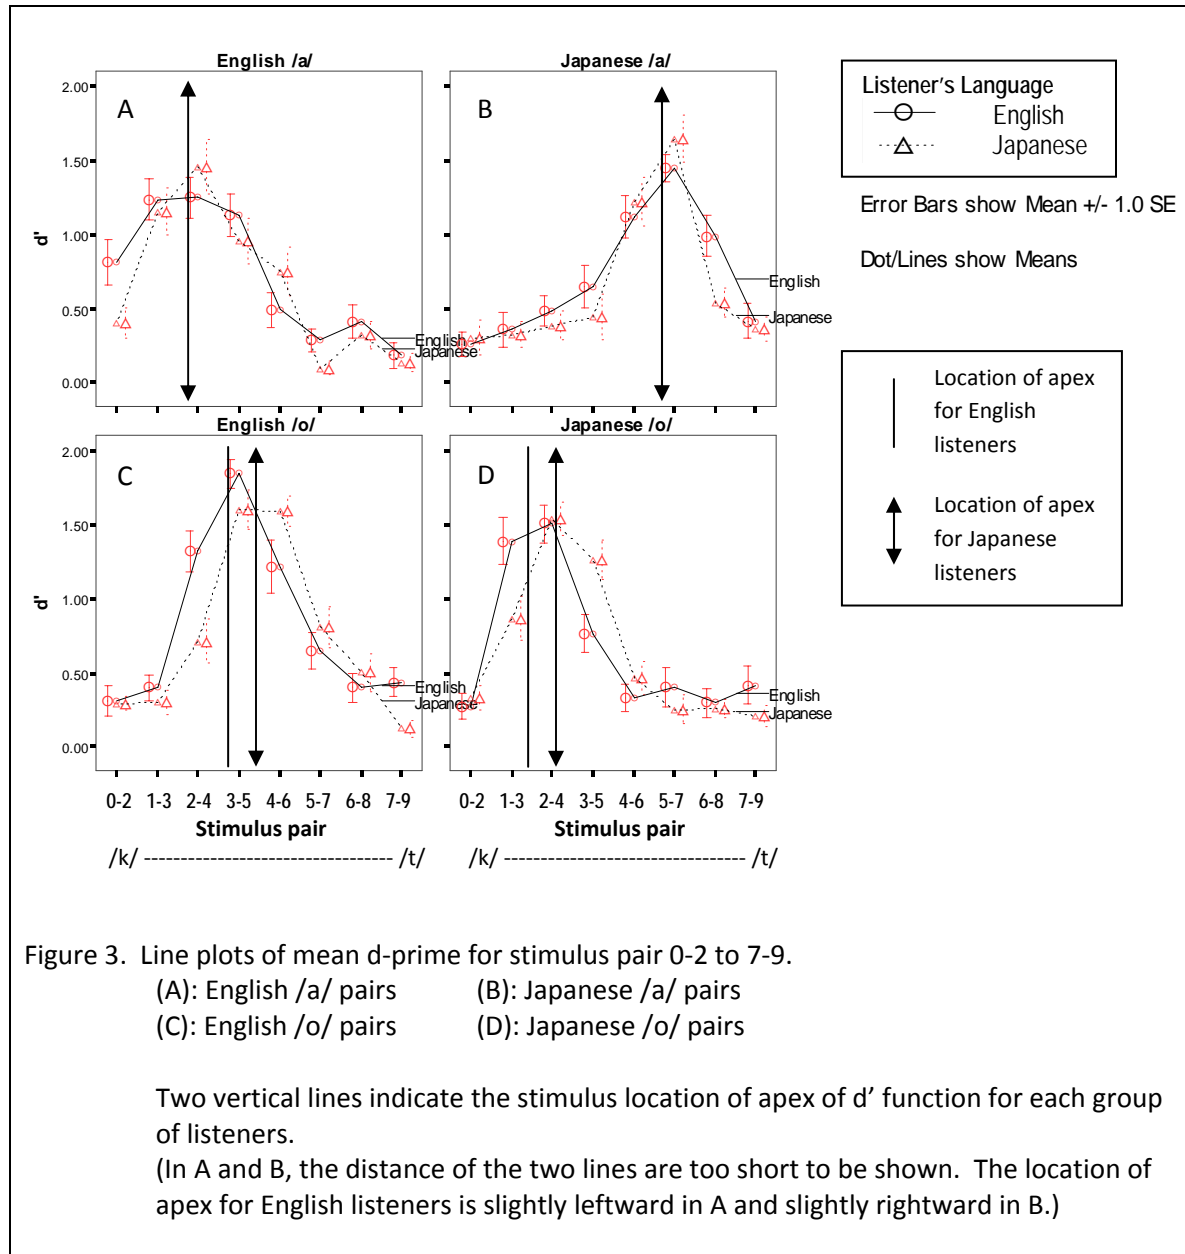 English /a/
Japanese /a/
2.00
1.50
1.00
0.50
0.00
d'
A
B
English
Japanese
English
Japanese
Listener's Language
English
Japanese
Error Bars show Mean +/- 1.0 SE
Dot/Lines show Means
English /o/
Japanese /o/
2.00
1.50
1.00
0.50
0.00
d'
C
D
English
Japanese
English
Japanese
Location of apex
for English
listeners
Location of apex
for Japanese
listeners
0-2 1-3 2-4 3-5 4-6 5-7 6-8 7-9
0-2 1-3 2-4 3-5 4-6 5-7 6-8 7-9
Stimulus pair
Stimulus pair
/k/ ---------------------------------- /t/
/k/ --------------------------------- /t/
Figure 3. Line plots of mean d-prime for stimulus pair 0-2 to 7-9.
(A): English /a/ pairs (B): Japanese /a/ pairs
(C): English /o/ pairs (D): Japanese /o/ pairs
Two vertical lines indicate the stimulus location of apex of d’ function for each group
of listeners.
(In A and B, the distance of the two lines are too short to be shown. The location of
apex for English listeners is slightly leftward in A and slightly rightward in B.)